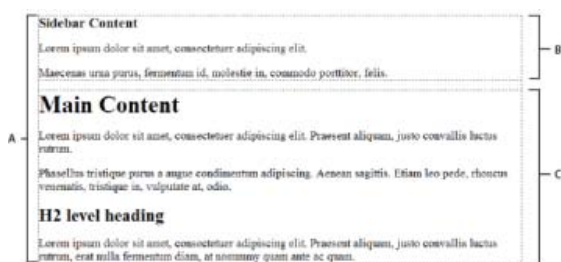 Sidebar Content
Lorem ipsum dolor sit amet, consectetuer adipiscing elit.
B
Maecenas urna purus, fermentum id, molestie in, commodo porttitor, felis.
Main Content
A
Lorem ipsum dolor sit amet, consectetuer adipiscing elit. Praesent aliquam, justo convallis luctus
rutrum.
Phasellus tristique purus a augue condimentum adipiscing. Aenean sagittis. Etiam leo pede, rhoncus
C
venenatis, tristique in, vulputate at, odio.
H2 level heading
Lorem ipsum dolor sit amet, consectetuer adipiscing elit. Praesent aliquam, justo convallis luctus
rutrum, erat nulla fermentum diam, at nonummy quam ante ac quam.